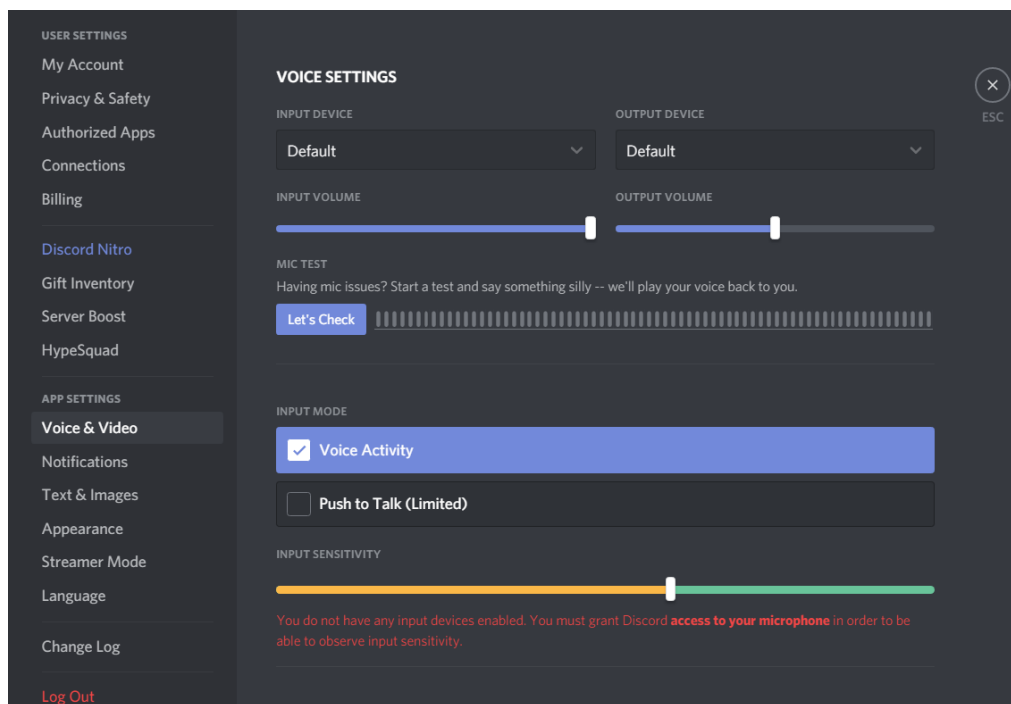 USER SETTINGS
My Account
Privacy & Safety
Authorized Apps
Connections
Billing
Discord Nitro
Gift Inventory
Server Boost
HypeSquad
APP SETTINGS
Voice & Video
Notifications
Text & Images
Appearance
Streamer Mode
Language
Change Log
Log Out
VOICE SETTINGS
INPUT DEVICE
Default
OUTPUT DEVICE
Default
INPUT VOLUME
OUTPUT VOLUME
MIC TEST
Having mic issues? Start a test and say something silly -- we'll play your voice back to you.
Let's Check
INPUT MODE
Voice Activity
Push to Talk (Limited)
INPUT SENSITIVITY
You do not have any input devices enabled. You must grant Discord access to your microphone in order to be
able to observe input sensitivity.
ESC